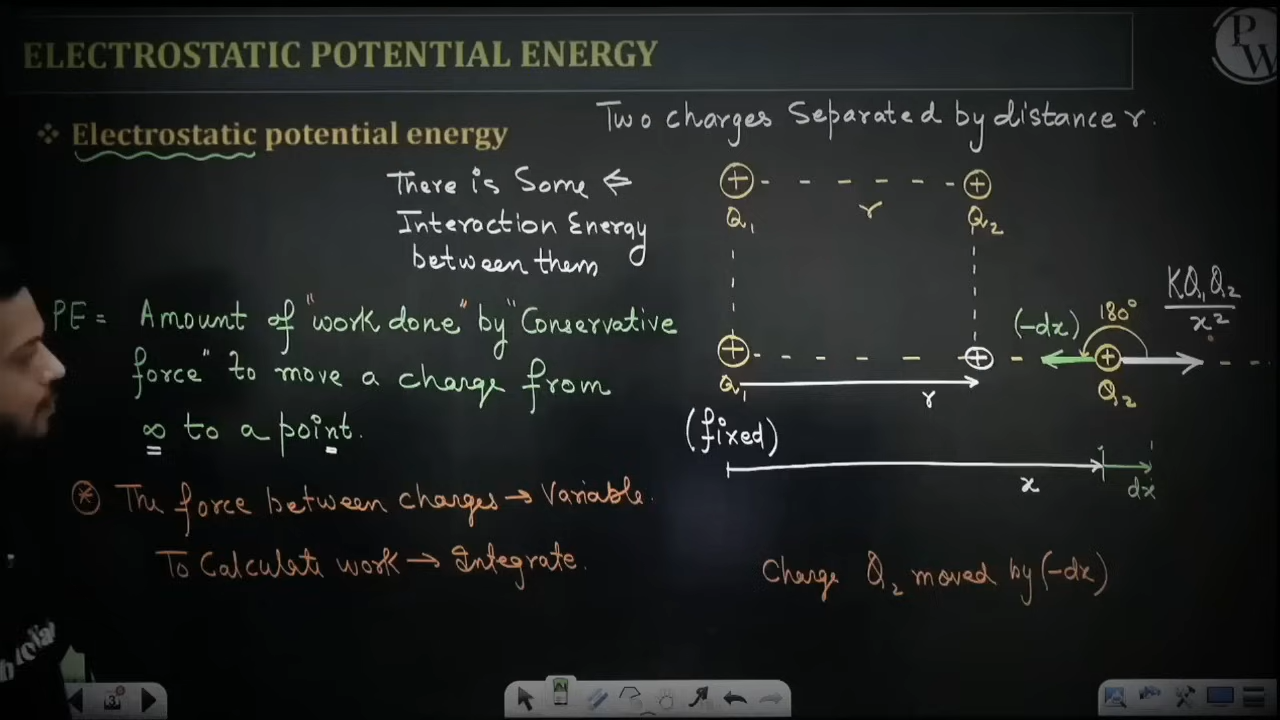 ELECTROSTATIC POTENTIAL ENERGY
PW
❖ Electrostatic potential energy
Two charges Separated by distance r.
There is Some ⇐
Interaction Energy
between them
+ r +
Q₁ Q₂
PE = Amount of "work done" by "Conservative
force" to move a charge from
∞ to a point.
(-dx) 180° KQ₁Q₂/x²
+ + +
Q₁ r Q₂
(fixed)
x dx
✱ The force between charges → Variable.
To Calculate work → Integrate.
Charge Q₂ moved by (-dx)
3